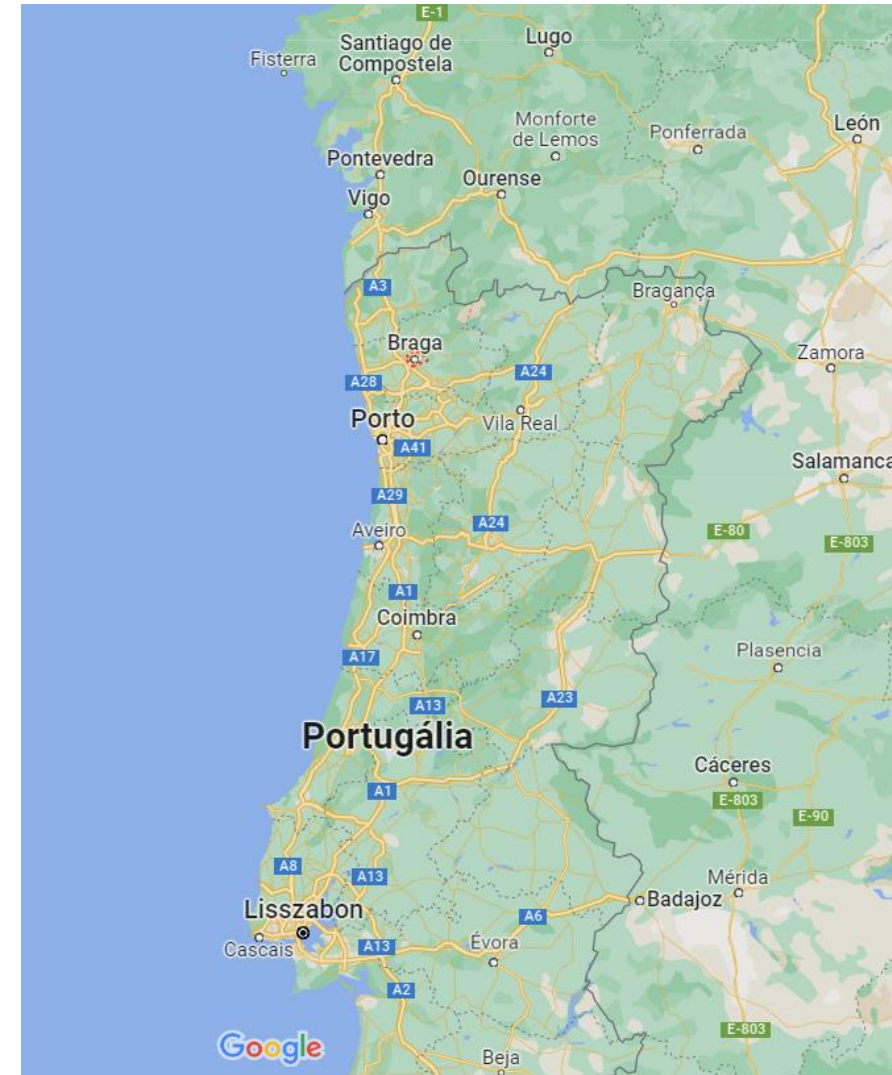 E-1
Santiago de
Compostela
Lugo
Fisterra
Monforte
de Lemos
Ponferrada
León
Pontevedra
Ourense
Vigo
A3
Bragança
Braga
Zamora
A28
A24
Porto
Vila Real
A41
Salamanca
A29
A24
Aveiro
E-80
E-803
A1
Coimbra
A17
Plasencia
A13
A23
Portugália
Cáceres
A1
E-803
E-90
A8
A13
Mérida
Lisszabon
Badajoz
A6
Cascais
A13
Évora
A2
E-803
Google
Beja